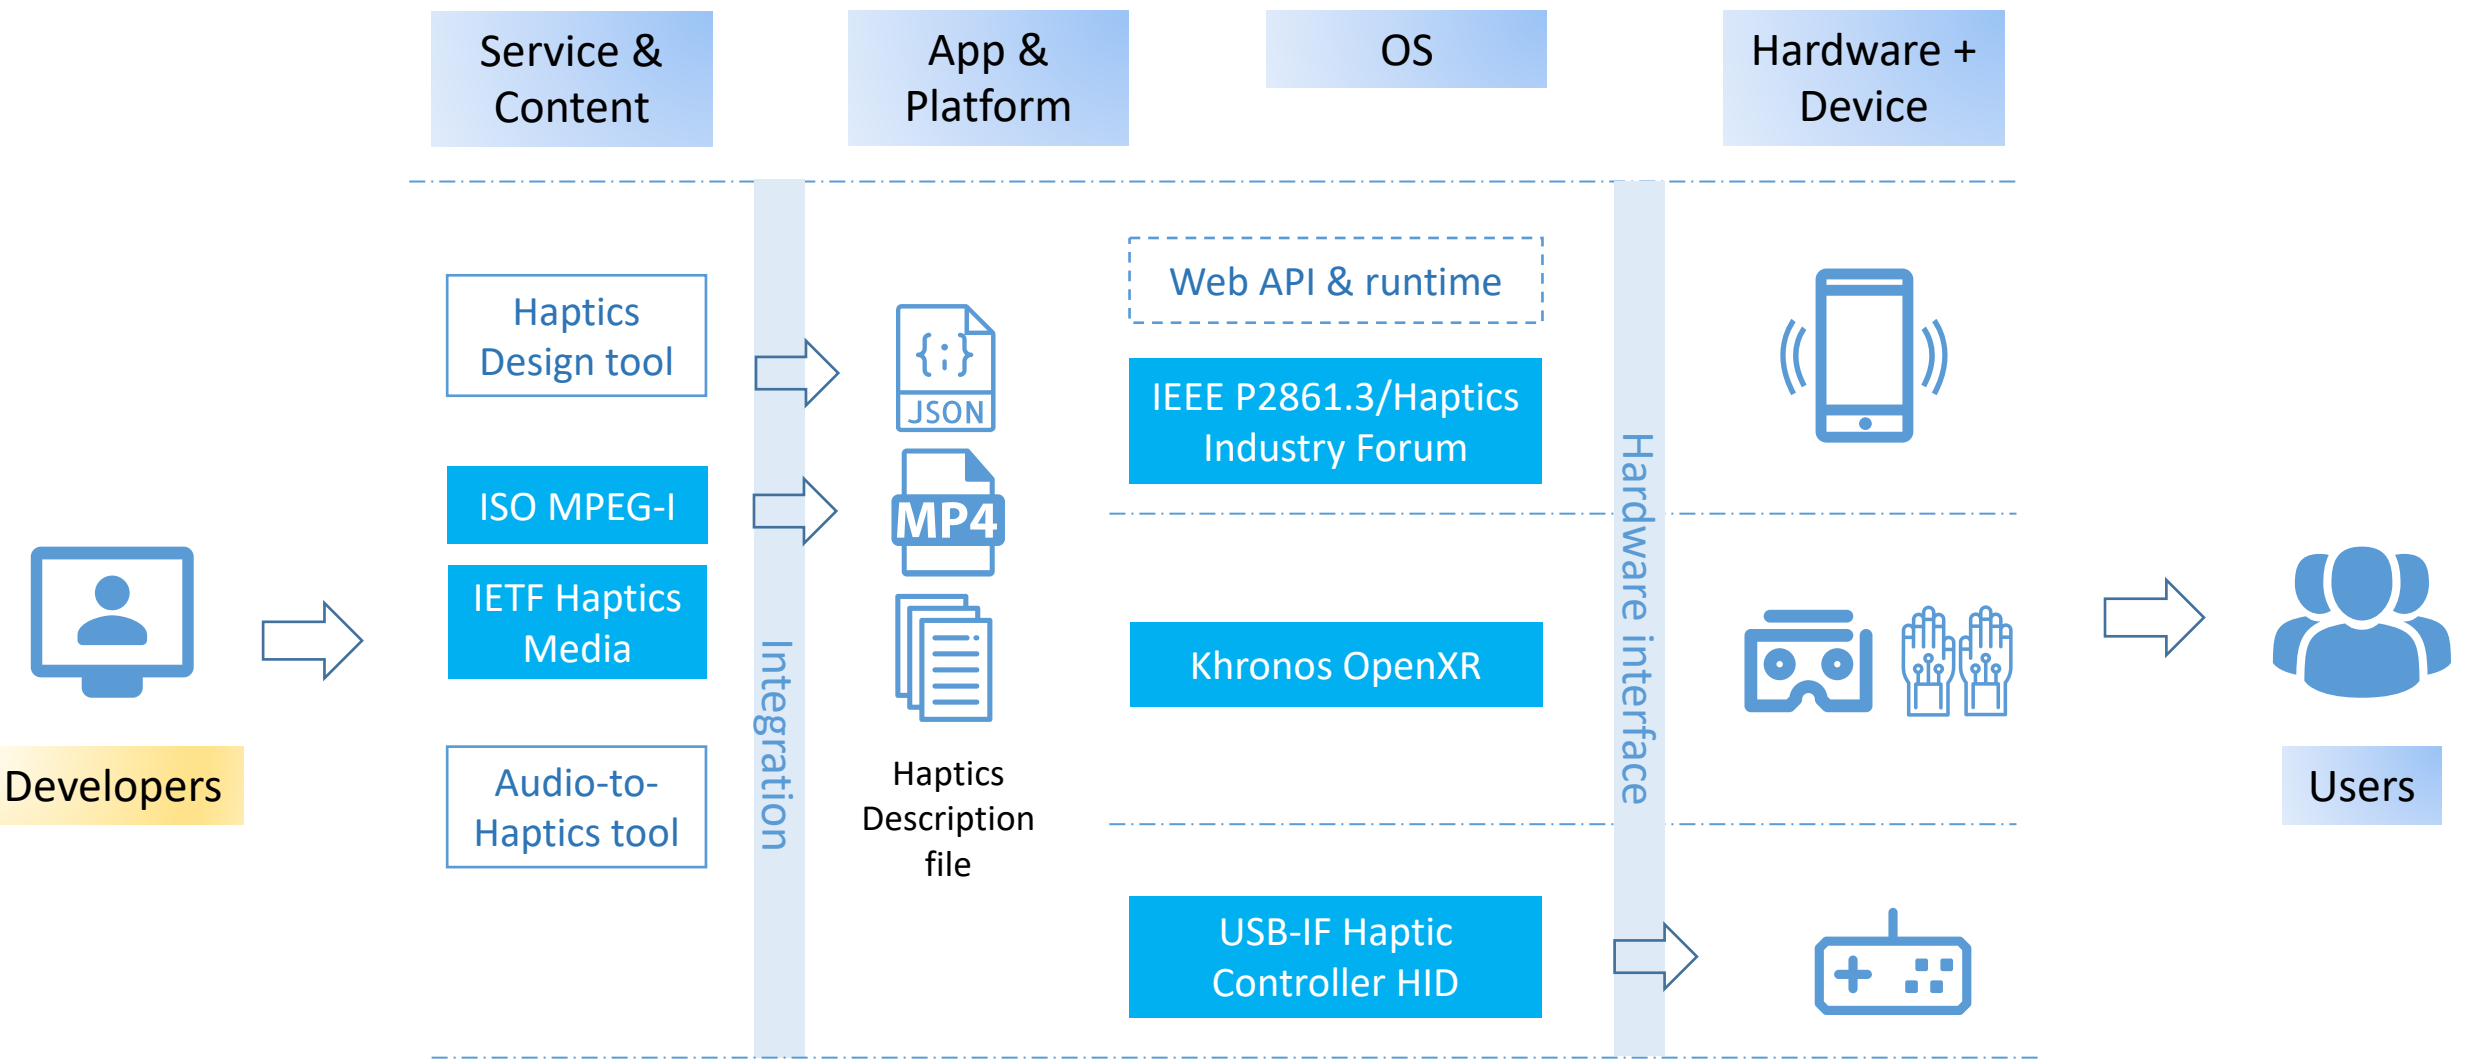 Service &
Content
App &
Platform
OS
Hardware +
Device
Developers
Haptics
Design tool
ISO MPEG-I
IETF Haptics
Media
Audio-to-
Haptics tool
Integration
{;}
JSON
MP4
Haptics
Description
file
Web API & runtime
IEEE P2861.3/Haptics
Industry Forum
Khronos OpenXR
USB-IF Haptic
Controller HID
Hardware interface
Users